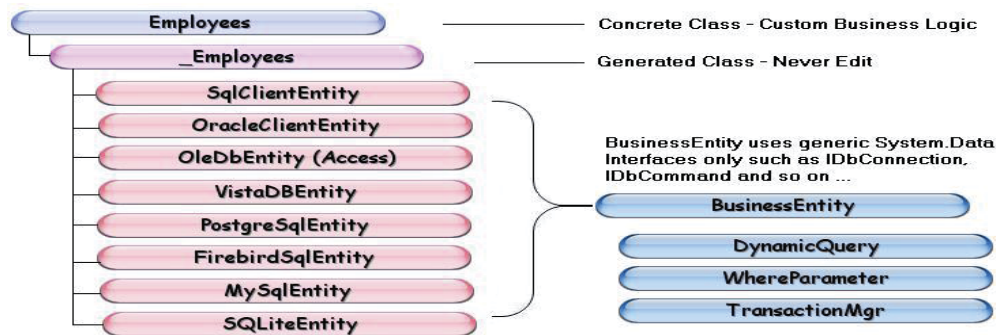 Employees
Concrete Class - Custom Business Logic
_Employees
Generated Class - Never Edit
SqlClientEntity
OracleClientEntity
OleDbEntity (Access)
VistaDBEntity
PostgreSqlEntity
FirebirdSqlEntity
MySqlEntity
SQLiteEntity
BusinessEntity uses generic System.Data
Interfaces only such as IDbConnection,
IDbCommand and so on ...
BusinessEntity
DynamicQuery
WhereParameter
TransactionMgr